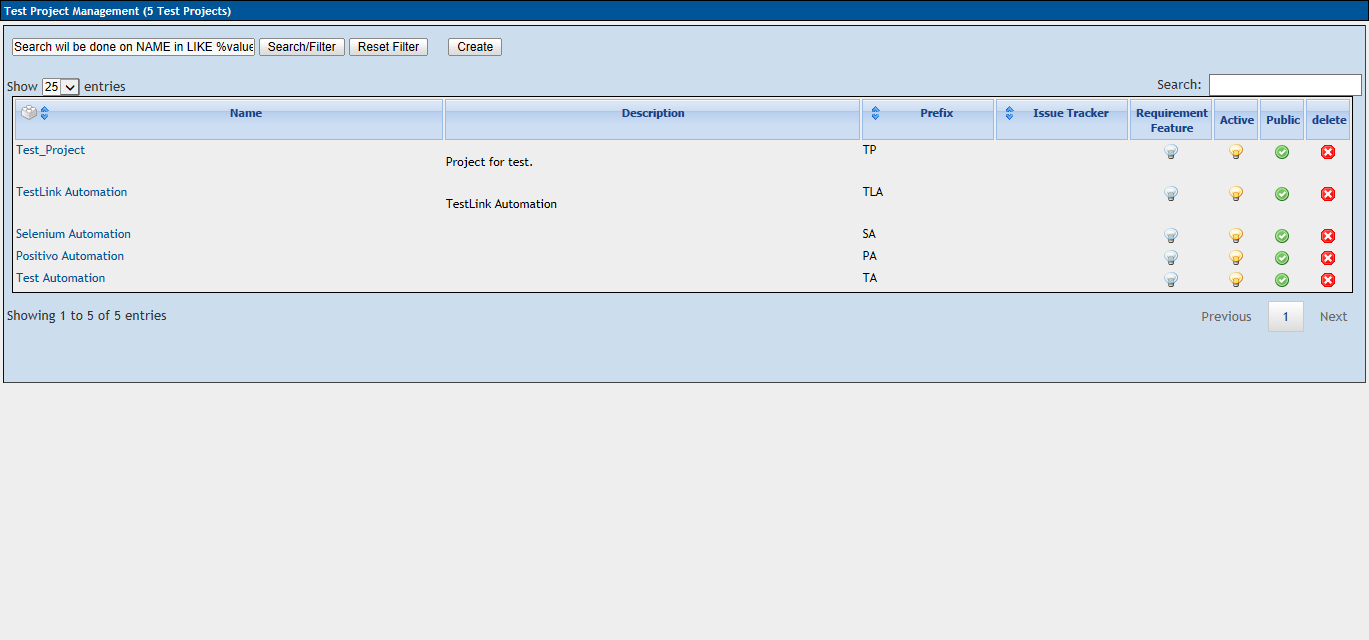 Test Project Management (5 Test Projects)
Search wil be done on NAME in LIKE %value Search/Filter Reset Filter Create
Show 25 entries Search:
Name Description Prefix Issue Tracker Requirement Feature Active Public delete
Test_Project Project for test. TP
TestLink Automation TestLink Automation TLA
Selenium Automation SA
Positivo Automation PA
Test Automation TA
Showing 1 to 5 of 5 entries Previous 1 Next